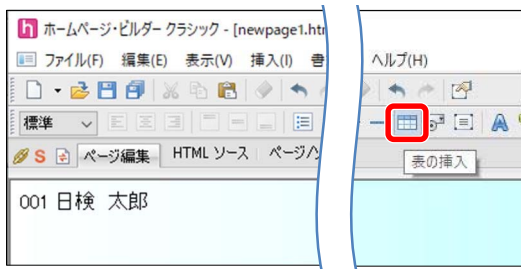 ホームページ・ビルダー クラシック - [newpage1.htm
ファイル(F) 編集(E) 表示(V) 挿入(I) 書 ヘルプ(H)
標準
S ページ編集 HTML ソース ページ/ソ
表の挿入
001 日検 太郎